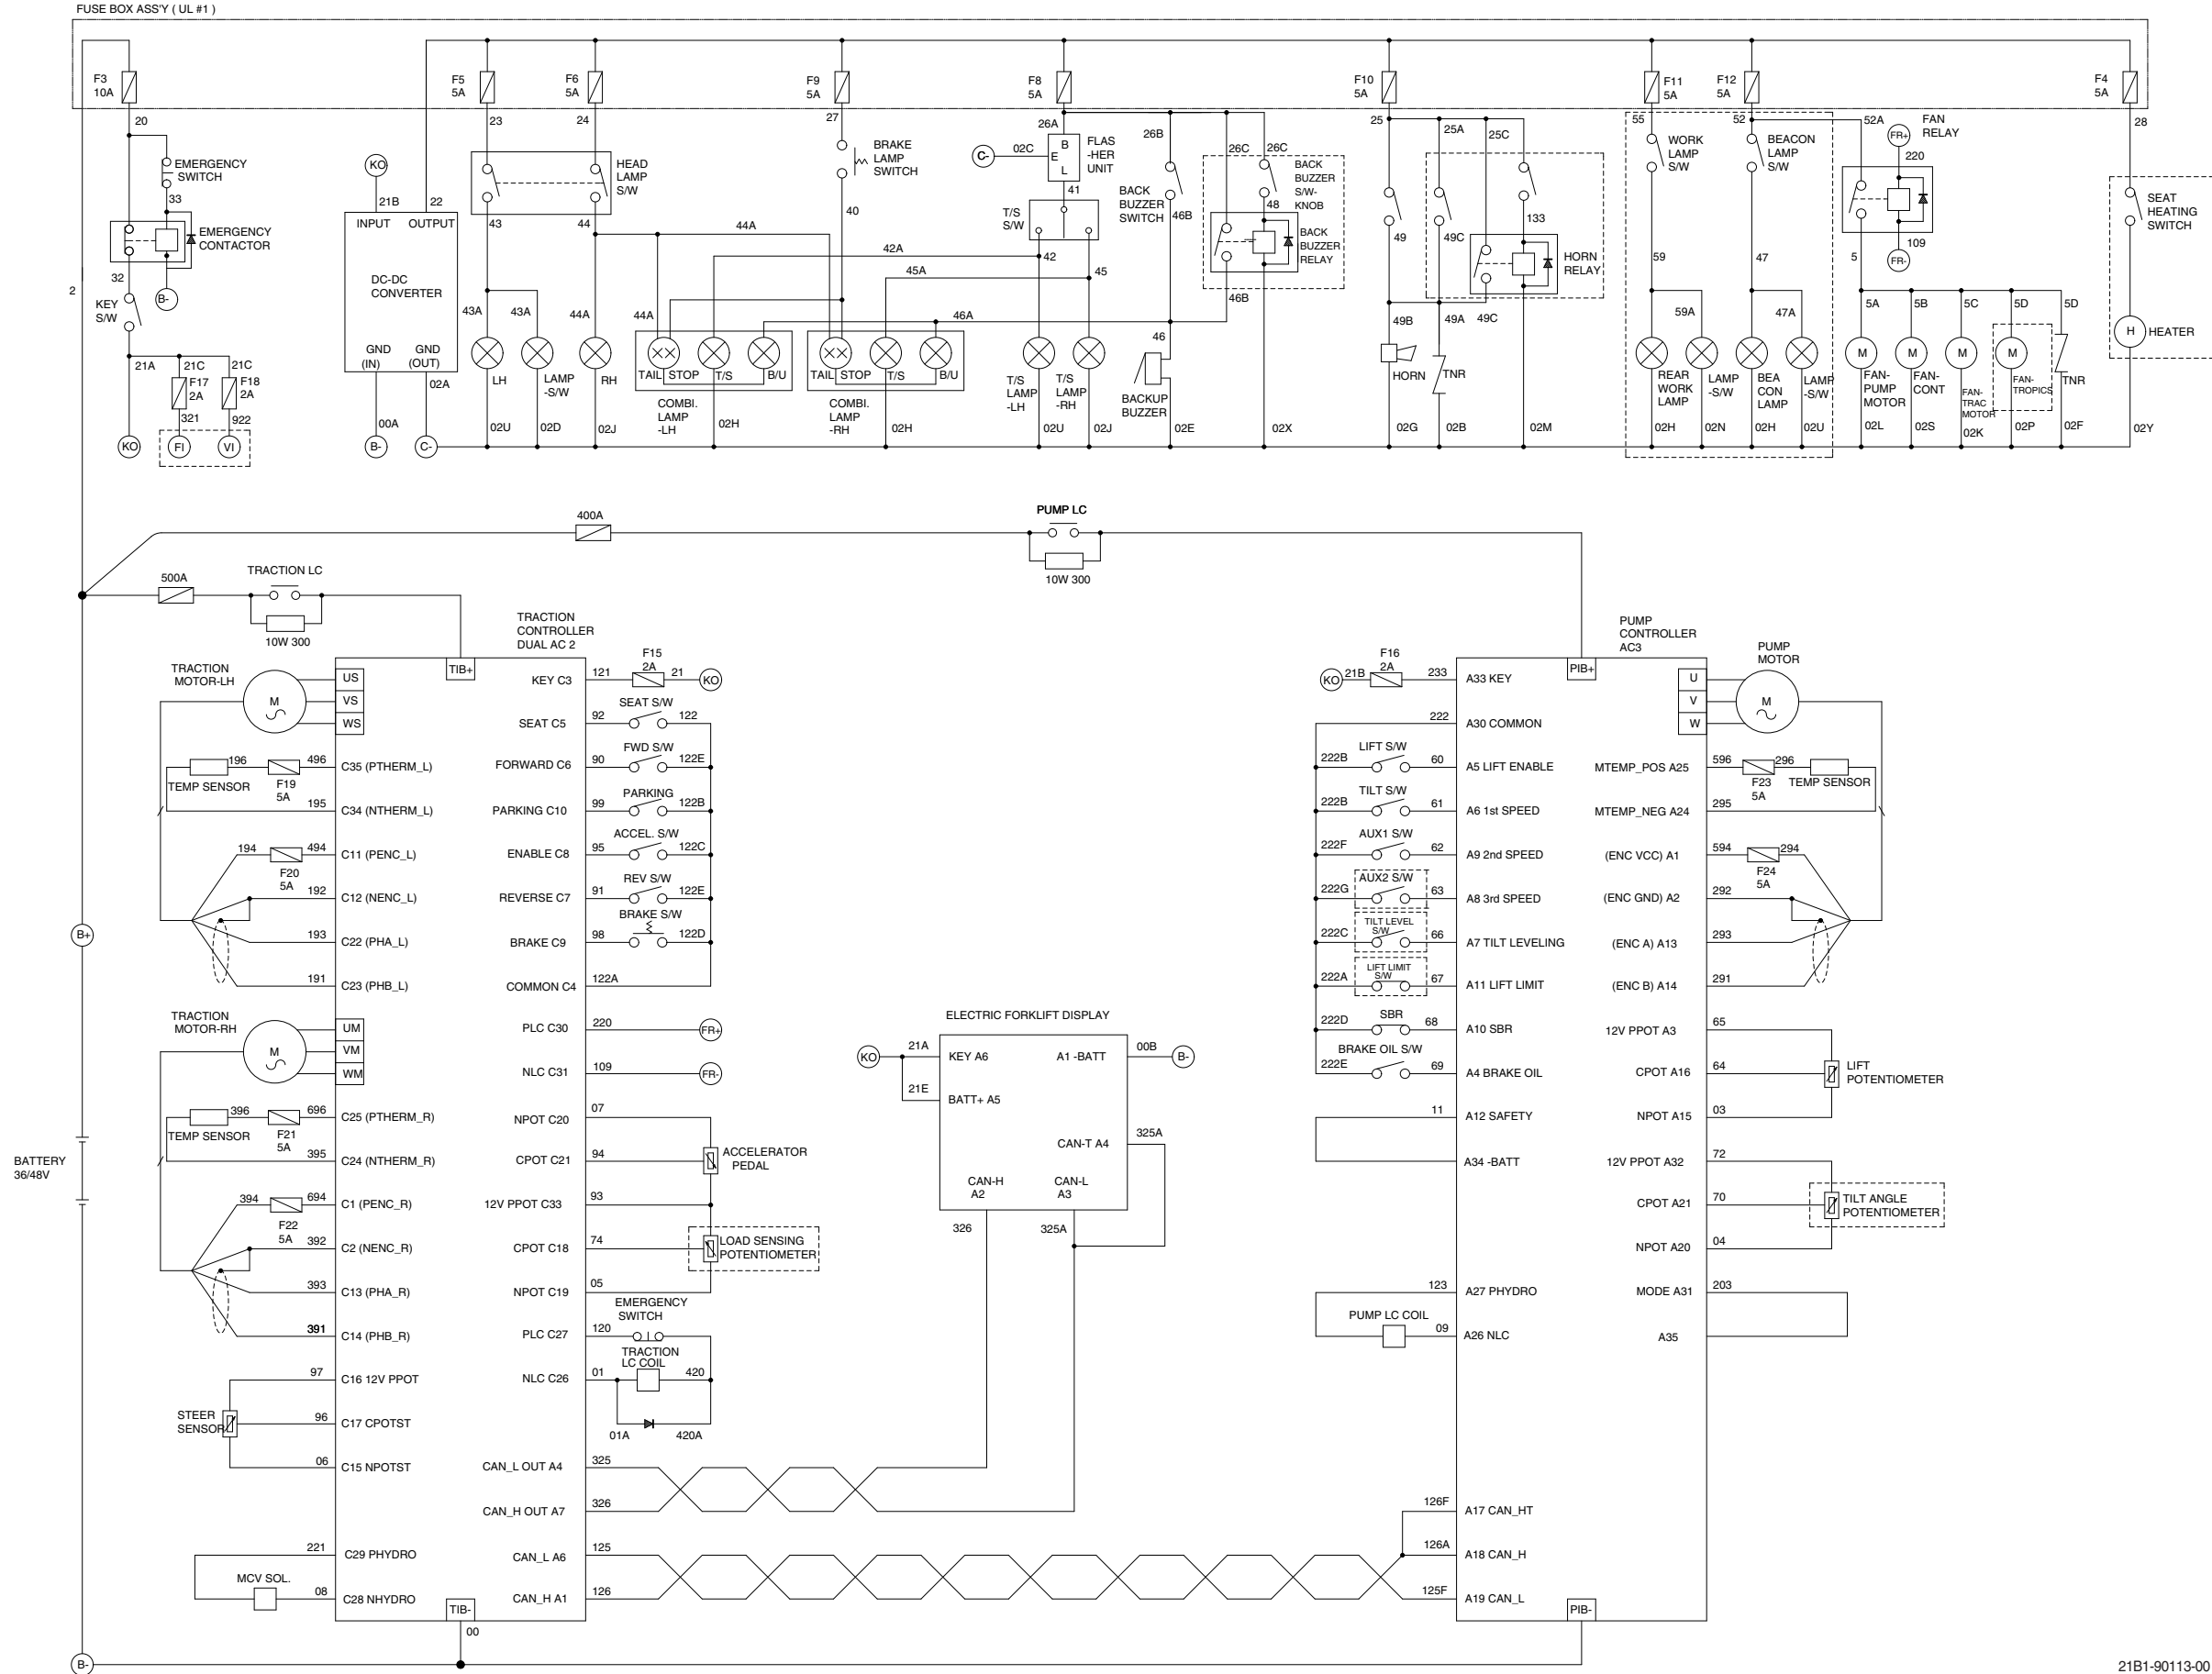 FUSE BOX ASS'Y ( UL #1 )
F3
10A
F5
5A
F6
5A
F9
5A
F8
5A
F10
5A
F11
5A
F12
5A
F4
5A
20
23
24
27
26A
26B
26C
26C
25
25A
25C
55
52
52A
28
EMERGENCY
SWITCH
33
EMERGENCY
CONTACTOR
32
KEY
S/W
B-
2
21A
21C
F17
2A
21C
F18
2A
321
922
KO
FI
VI
KO
21B
22
INPUT
OUTPUT
DC-DC
CONVERTER
GND
(IN)
GND
(OUT)
02A
00A
B-
C-
HEAD
LAMP
S/W
43
44
44A
43A
43A
44A
44A
LH
LAMP
-S/W
RH
02U
02D
02J
BRAKE
LAMP
SWITCH
40
42A
45A
46A
TAIL
STOP
T/S
B/U
COMBI.
LAMP
-LH
02H
TAIL
STOP
T/S
B/U
COMBI.
LAMP
-RH
02H
C-
02C
B
E
L
FLAS
-HER
UNIT
41
T/S
S/W
42
45
T/S
LAMP
-LH
T/S
LAMP
-RH
02U
02J
BACK
BUZZER
SWITCH
46B
46
BACKUP
BUZZER
02E
BACK
BUZZER
S/W-
KNOB
48
BACK
BUZZER
RELAY
46B
02X
49
49C
133
HORN
RELAY
49B
49A
49C
HORN
TNR
02G
02B
02M
WORK
LAMP
S/W
BEACON
LAMP
S/W
59
47
59A
47A
REAR
WORK
LAMP
LAMP
-S/W
BEA
CON
LAMP
LAMP
-S/W
02H
02N
02H
02U
FAN
RELAY
FR+
220
109
FR-
5
5A
5B
5C
5D
5D
M
M
M
M
FAN-
PUMP
MOTOR
FAN-
CONT
FAN-
TRAC
MOTOR
FAN-
TROPICS
TNR
02L
02S
02K
02P
02F
SEAT
HEATING
SWITCH
H
HEATER
02Y
400A
PUMP LC
10W 300
500A
TRACTION LC
10W 300
TRACTION
CONTROLLER
DUAL AC 2
TIB+
TRACTION
MOTOR-LH
M
US
VS
WS
196
496
C35 (PTHERM_L)
TEMP SENSOR
F19
5A
195
C34 (NTHERM_L)
194
494
C11 (PENC_L)
F20
5A
192
C12 (NENC_L)
193
C22 (PHA_L)
191
C23 (PHB_L)
TRACTION
MOTOR-RH
M
UM
VM
WM
396
696
C25 (PTHERM_R)
TEMP SENSOR
F21
5A
395
C24 (NTHERM_R)
394
694
C1 (PENC_R)
F22
5A
392
C2 (NENC_R)
393
C13 (PHA_R)
391
C14 (PHB_R)
97
C16 12V PPOT
STEER
SENSOR
96
C17 CPOTST
06
C15 NPOTST
221
C29 PHYDRO
MCV SOL.
08
C28 NHYDRO
TIB-
00
B+
BATTERY
36/48V
B-
KEY C3
121
F15
2A
21
KO
SEAT C5
92
SEAT S/W
122
FORWARD C6
90
FWD S/W
122E
PARKING C10
99
PARKING
122B
ENABLE C8
95
ACCEL. S/W
122C
REVERSE C7
91
REV S/W
122E
BRAKE C9
98
BRAKE S/W
122D
COMMON C4
122A
PLC C30
220
FR+
NLC C31
109
FR-
NPOT C20
07
CPOT C21
94
ACCELERATOR
PEDAL
12V PPOT C33
93
CPOT C18
74
LOAD SENSING
POTENTIOMETER
NPOT C19
05
EMERGENCY
SWITCH
PLC C27
120
TRACTION
LC COIL
NLC C26
01
420
01A
420A
CAN_L OUT A4
325
CAN_H OUT A7
326
CAN_L A6
125
CAN_H A1
126
ELECTRIC FORKLIFT DISPLAY
KO
21A
KEY A6
21E
BATT+ A5
A1 -BATT
00B
B-
CAN-T A4
325A
CAN-H
A2
CAN-L
A3
326
325A
PUMP
CONTROLLER
AC3
PIB+
PUMP
MOTOR
M
U
V
W
KO
21B
F16
2A
233
A33 KEY
222
A30 COMMON
222B
LIFT S/W
60
A5 LIFT ENABLE
222B
TILT S/W
61
A6 1st SPEED
222F
AUX1 S/W
62
A9 2nd SPEED
222G
AUX2 S/W
63
A8 3rd SPEED
222C
TILT LEVEL
S/W
66
A7 TILT LEVELING
222A
LIFT LIMIT
S/W
67
A11 LIFT LIMIT
222D
SBR
68
A10 SBR
222E
BRAKE OIL S/W
69
A4 BRAKE OIL
11
A12 SAFETY
A34 -BATT
123
A27 PHYDRO
PUMP LC COIL
09
A26 NLC
126F
A17 CAN_HT
126A
A18 CAN_H
125F
A19 CAN_L
PIB-
MTEMP_POS A25
596
296
F23
5A
TEMP SENSOR
MTEMP_NEG A24
295
(ENC VCC) A1
594
294
F24
5A
(ENC GND) A2
292
(ENC A) A13
293
(ENC B) A14
291
12V PPOT A3
65
CPOT A16
64
LIFT
POTENTIOMETER
NPOT A15
03
12V PPOT A32
72
CPOT A21
70
TILT ANGLE
POTENTIOMETER
NPOT A20
04
MODE A31
203
A35
21B1-90113-00